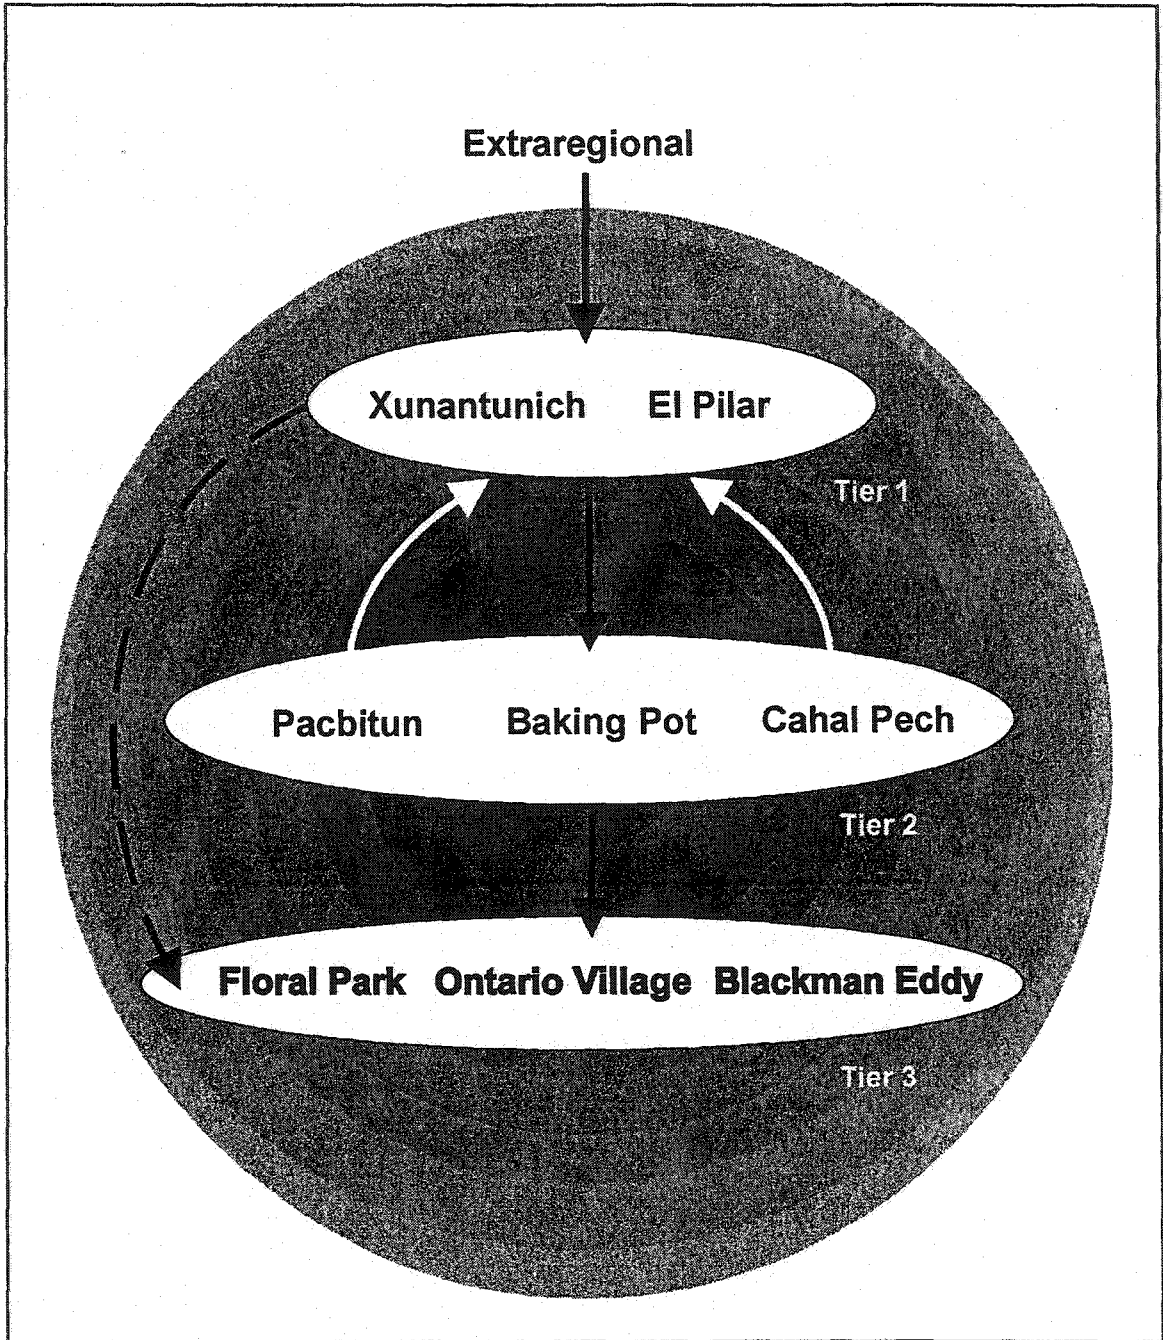 Extraregional
Xunantunich El Pilar
Tier 1
Pacbitun Baking Pot Cahal Pech
Tier 2
Floral Park Ontario Village Blackman Eddy
Tier 3